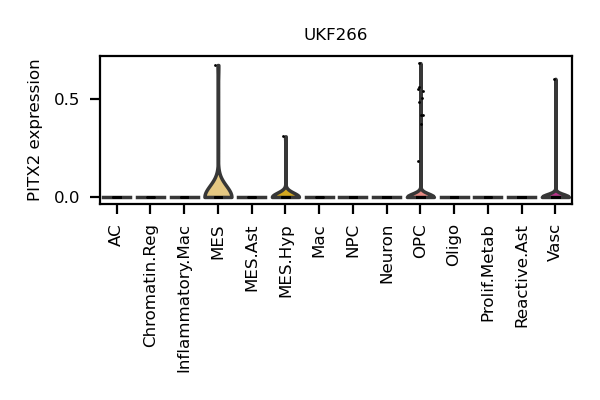 UKF266
PITX2 expression
0.5
0.0
AC
Chromatin.Reg
Inflammatory.Mac
MES
MES.Ast
MES.Hyp
Mac
NPC
Neuron
OPC
Oligo
Prolif.Metab
Reactive.Ast
Vasc